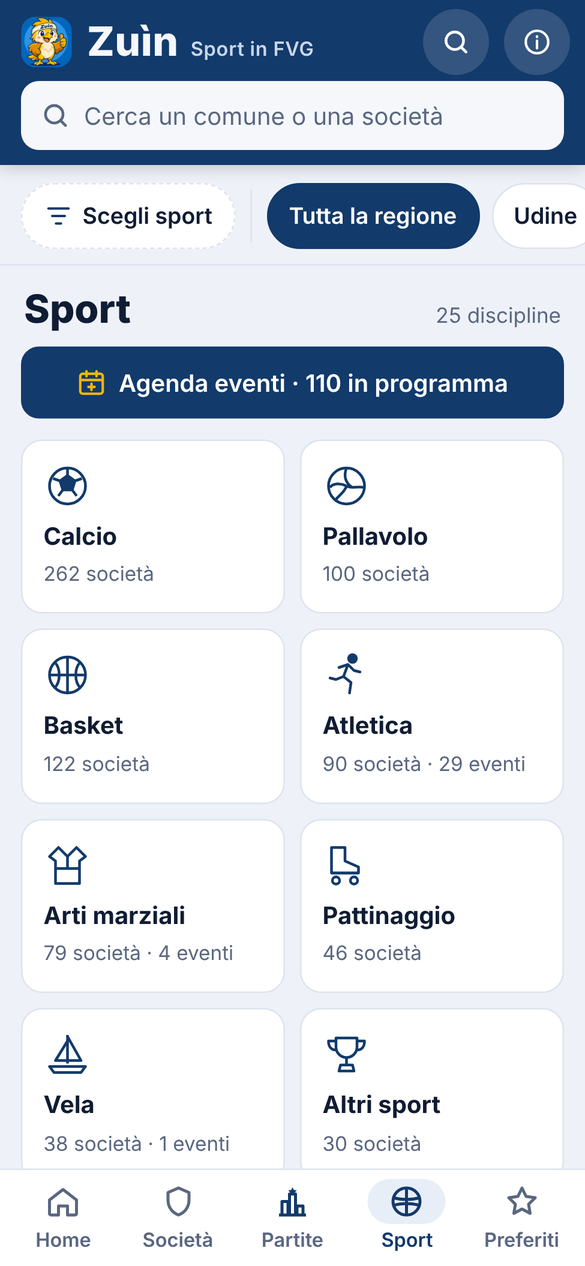 Zuìn Sport in FVG
Cerca un comune o una società
Scegli sport Tutta la regione Udine
Sport 25 discipline
Agenda eventi · 110 in programma
Calcio Pallavolo
262 società 100 società
Basket Atletica
122 società 90 società · 29 eventi
Arti marziali Pattinaggio
79 società · 4 eventi 46 società
Vela Altri sport
38 società · 1 eventi 30 società
Home Società Partite Sport Preferiti